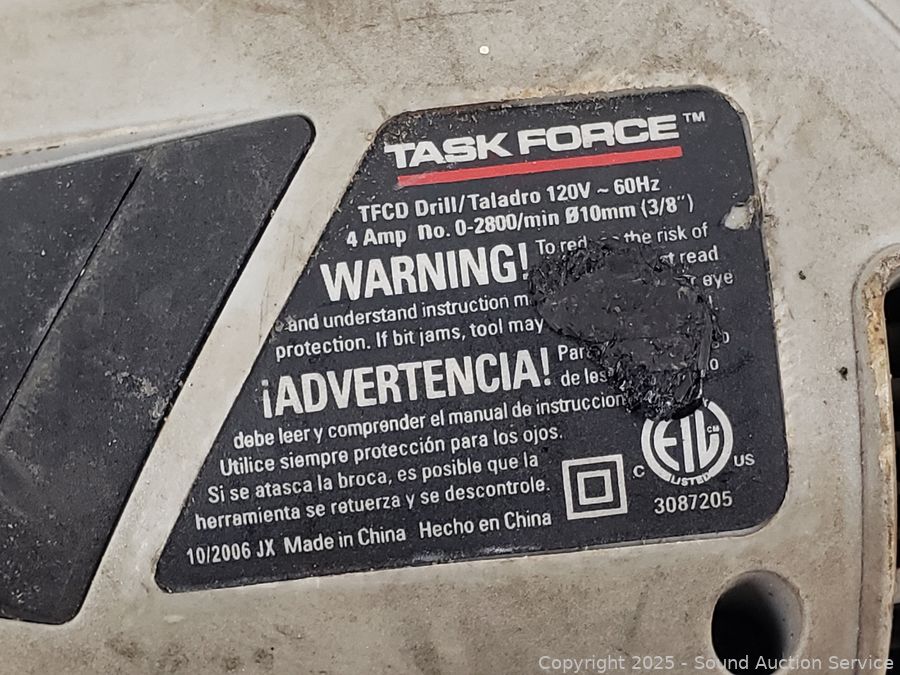 TASK FORCE™
TFCD Drill/Taladro 120V ~ 60Hz
4 Amp No. 0-2800/min Ø10mm (3/8")
WARNING! To the risk of
read
eye
and understand instruction
protection. If bit jams, tool may
¡ADVERTENCIA! Para
de
debe leer y comprender el manual de
Utilice siempre protección para los ojos.
Si se atasca la broca, es posible que la
herramienta se retuerza y se descontrole.
10/2006 JX Made in China Hecho en China
C ETL CM US
LISTED
3087205
Copyright 2025 - Sound Auction Service